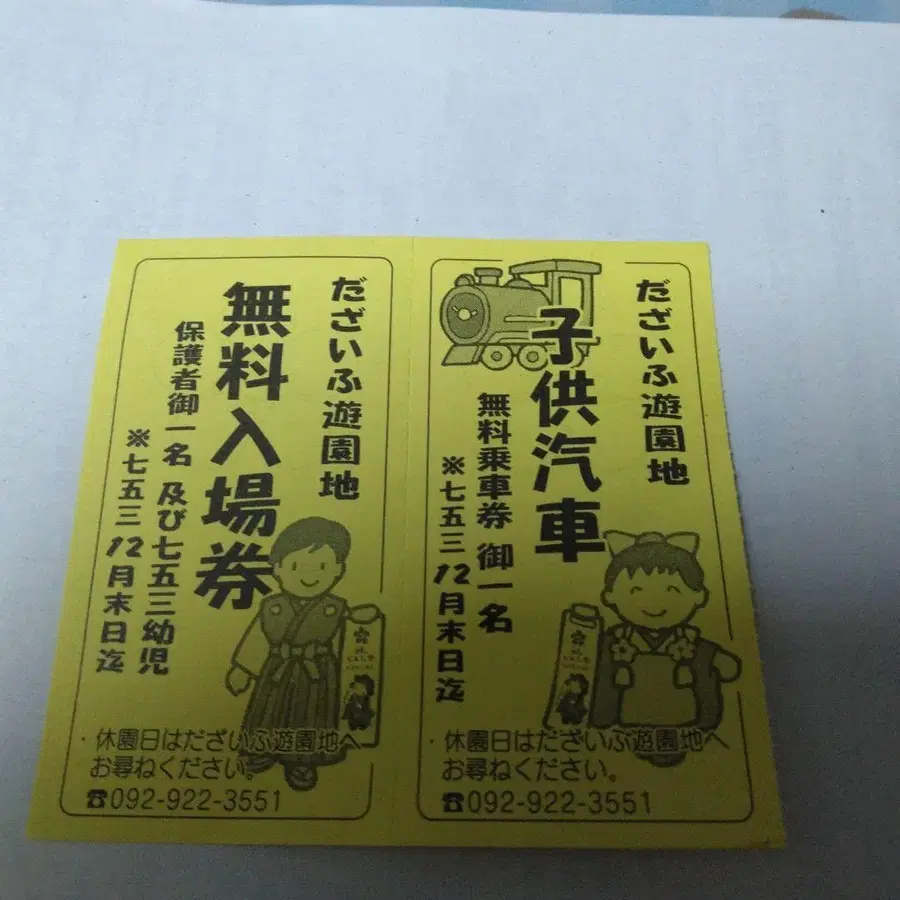 だざいふ遊園地
無料入場券
保護者御一名 及び七五三幼児
※七五三12月末日迄
・休園日はだざいふ遊園地へ
お尋ねください。
☎092-922-3551
だざいふ遊園地
子供汽車
無料乗車券 御一名
※七五三12月末日迄
・休園日はだざいふ遊園地へ
お尋ねください。
☎092-922-3551